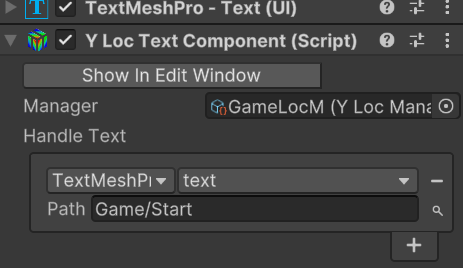 TextMeshPro - Text (UI)
Y Loc Text Component (Script)
Show In Edit Window
Manager GameLocM (Y Loc Mana
Handle Text
TextMeshPr text
Path Game/Start